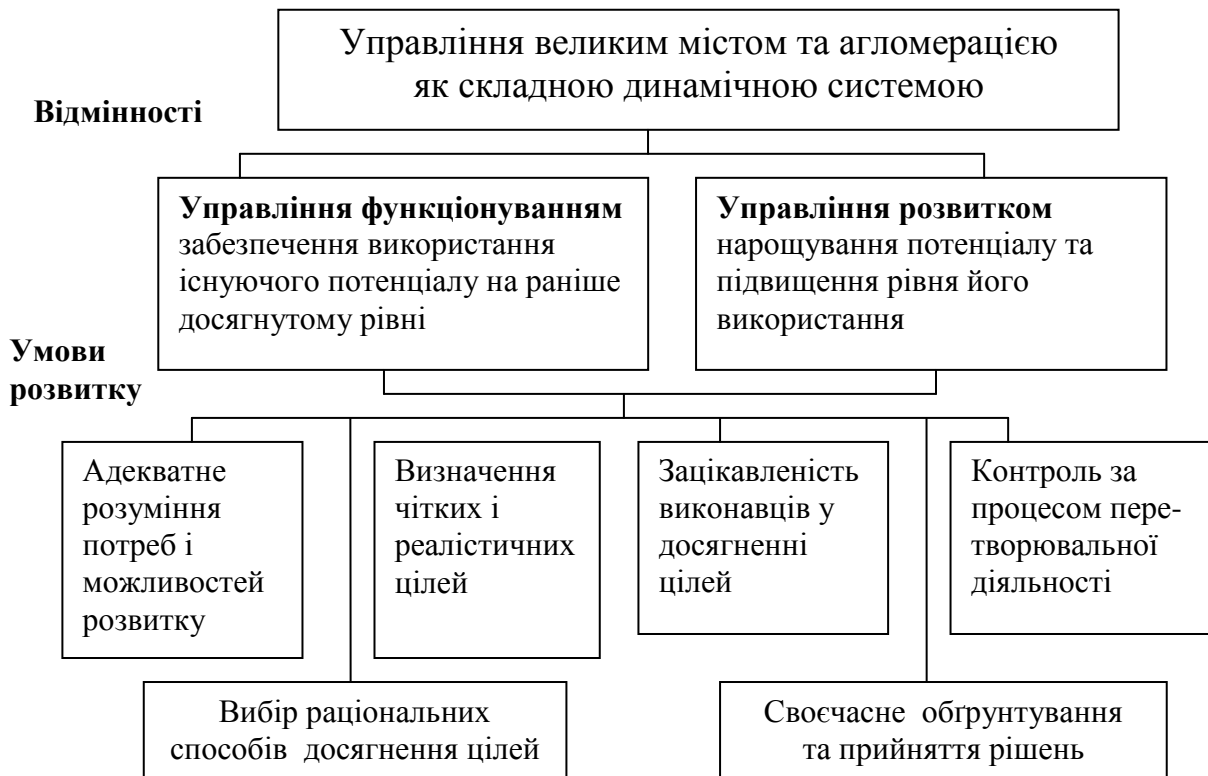 Управління великим містом та агломерацією
як складною динамічною системою
Відмінності
Управління функціонуванням
забезпечення використання
існуючого потенціалу на раніше
досягнутому рівні
Управління розвитком
нарощування потенціалу та
підвищення рівня його
використання
Умови
розвитку
Адекватне
розуміння
потреб і
можливостей
розвитку
Визначення
чітких і
реалістичних
цілей
Зацікавленість
виконавців у
досягненні
цілей
Контроль за
процесом пере-
творювальної
діяльності
Вибір раціональних
способів досягнення цілей
Своєчасне обґрунтування
та прийняття рішень